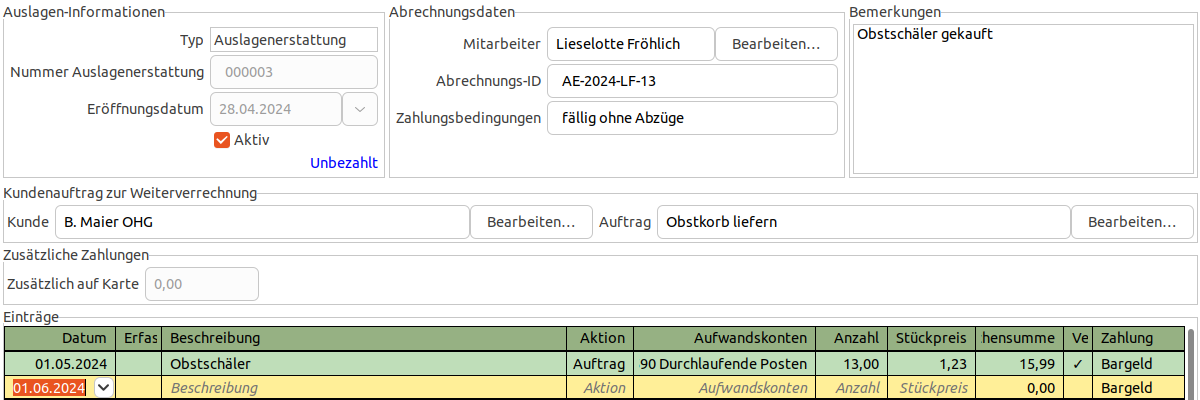 Auslagen-Informationen
Typ Auslagenerstattung
Nummer Auslagenerstattung 000003
Eröffnungsdatum 28.04.2024
Aktiv
Unbezahlt
Abrechnungsdaten
Mitarbeiter Lieselotte Fröhlich Bearbeiten...
Abrechnungs-ID AE-2024-LF-13
Zahlungsbedingungen fällig ohne Abzüge
Bemerkungen
Obstschäler gekauft
Kundenauftrag zur Weiterverrechnung
Kunde B. Maier OHG Bearbeiten... Auftrag Obstkorb liefern Bearbeiten...
Zusätzliche Zahlungen
Zusätzlich auf Karte 0,00
Einträge
Datum Erfas Beschreibung Aktion Aufwandskonten Anzahl Stückpreis hensumme Ve Zahlung
01.05.2024 Obstschäler Auftrag 90 Durchlaufende Posten 13,00 1,23 15,99 ✓ Bargeld
01.06.2024 Beschreibung Aktion Aufwandskonten Anzahl Stückpreis 0,00 Bargeld